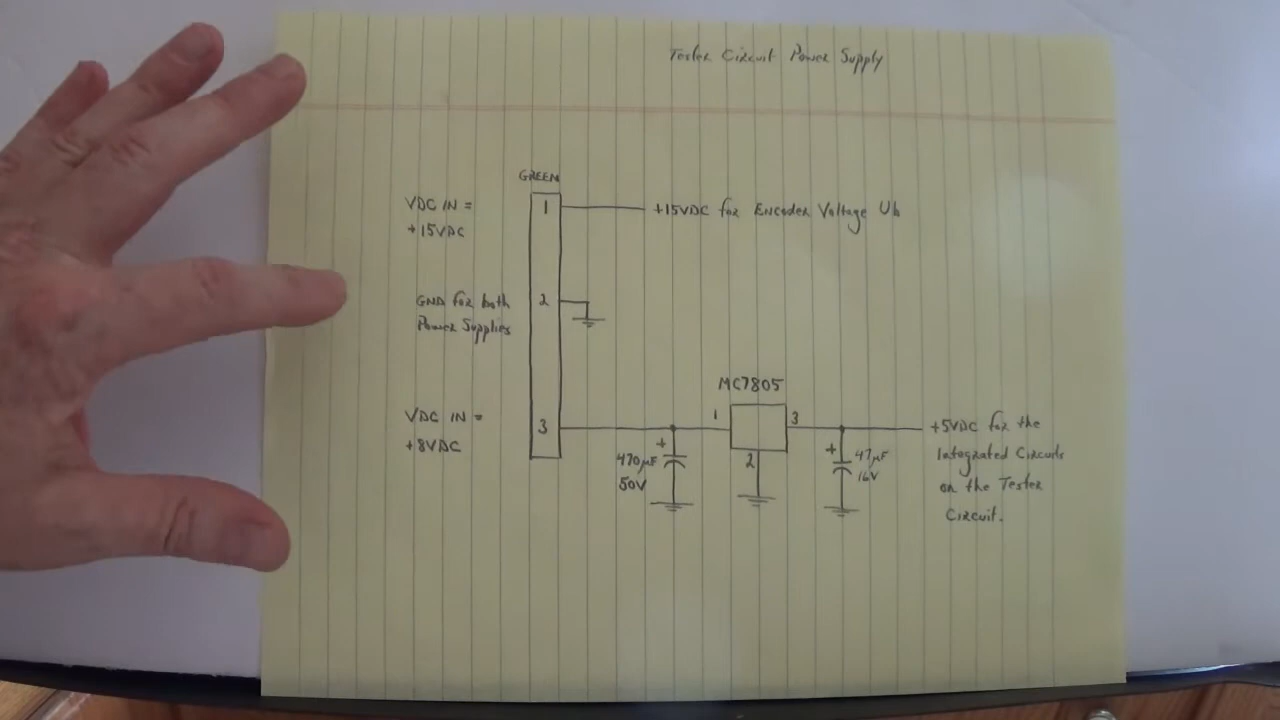 Tester Circuit Power Supply
GREEN
VDC IN =
+15VDC
1
+15VDC for Encoder Voltage Ub
GND for both
Power Supplies
2
MC7805
VDC IN =
+8VDC
3
1
3
2
+
470µF
50V
+
47µF
16V
+5VDC for the
Integrated Circuits
on the Tester
Circuit.